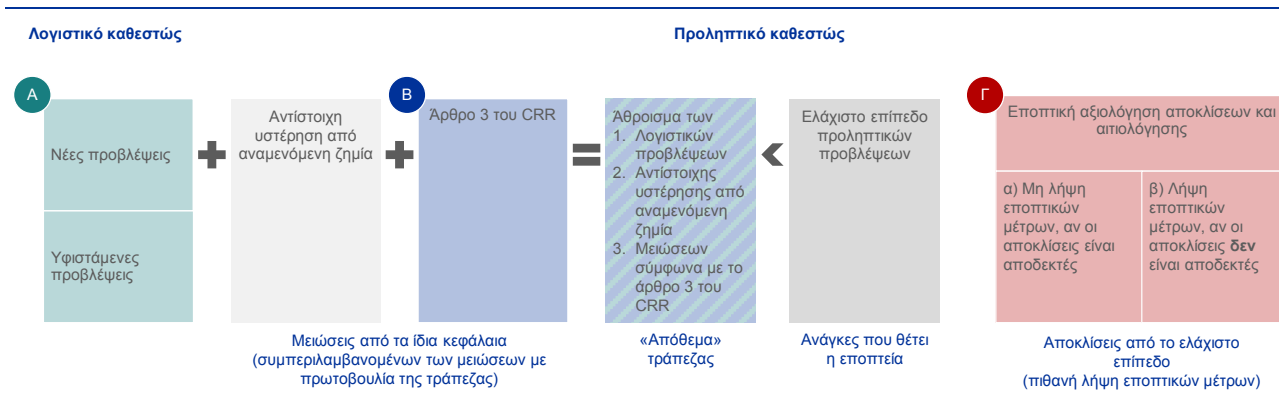 Λογιστικό καθεστώς
Προληπτικό καθεστώς
Α
Νέες προβλέψεις
Υφιστάμενες
προβλέψεις
Αντίστοιχη
υστέρηση από
αναμενόμενη ζημία
Β
Άρθρο 3 του CRR
Μειώσεις από τα ίδια κεφάλαια
(συμπεριλαμβανομένων των μειώσεων με
πρωτοβουλία της τράπεζας)
Άθροισμα των
1. Λογιστικών
προβλέψεων
2. Αντίστοιχης
υστέρησης από
αναμενόμενη
ζημία
3. Μειώσεων
σύμφωνα με το
άρθρο 3 του
CRR
«Απόθεμα»
τράπεζας
Ελάχιστο επίπεδο
προληπτικών
προβλέψεων
Ανάγκες που θέτει
η εποπτεία
Γ
Εποπτική αξιολόγηση αποκλίσεων και
αιτιολόγησης
α) Μη λήψη
εποπτικών
μέτρων, αν οι
αποκλίσεις είναι
αποδεκτές
β) Λήψη
εποπτικών
μέτρων, αν οι
αποκλίσεις δεν
είναι αποδεκτές
Αποκλίσεις από το ελάχιστο
επίπεδο
(πιθανή λήψη εποπτικών μέτρων)